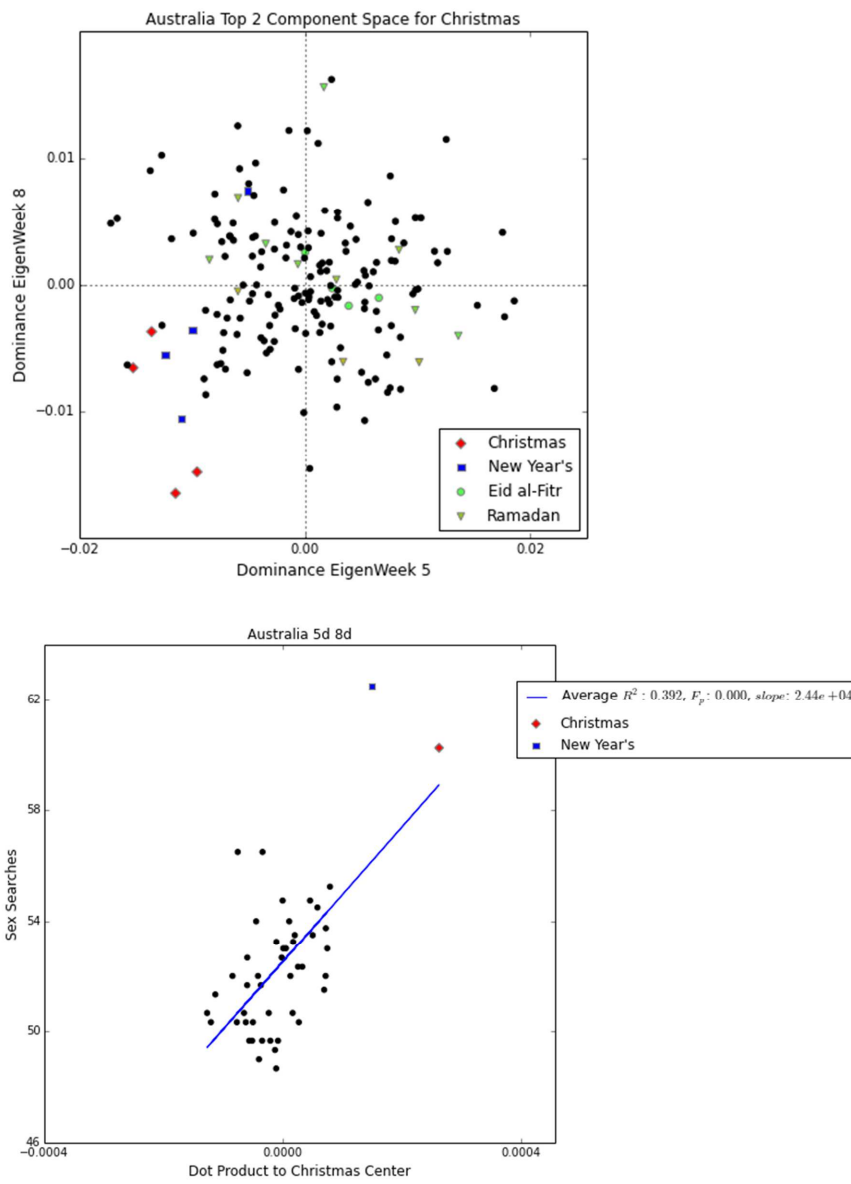 Australia Top 2 Component Space for Christmas
Dominance EigenWeek 8
0.01
0.00
−0.01
Christmas
New Year's
Eid al-Fitr
Ramadan
−0.02
0.00
0.02
Dominance EigenWeek 5
Australia 5d 8d
Sex Searches
62
58
54
50
46
Average R² : 0.392, Fₚ : 0.000, slope: 2.44e+04
Christmas
New Year's
−0.0004
0.0000
0.0004
Dot Product to Christmas Center